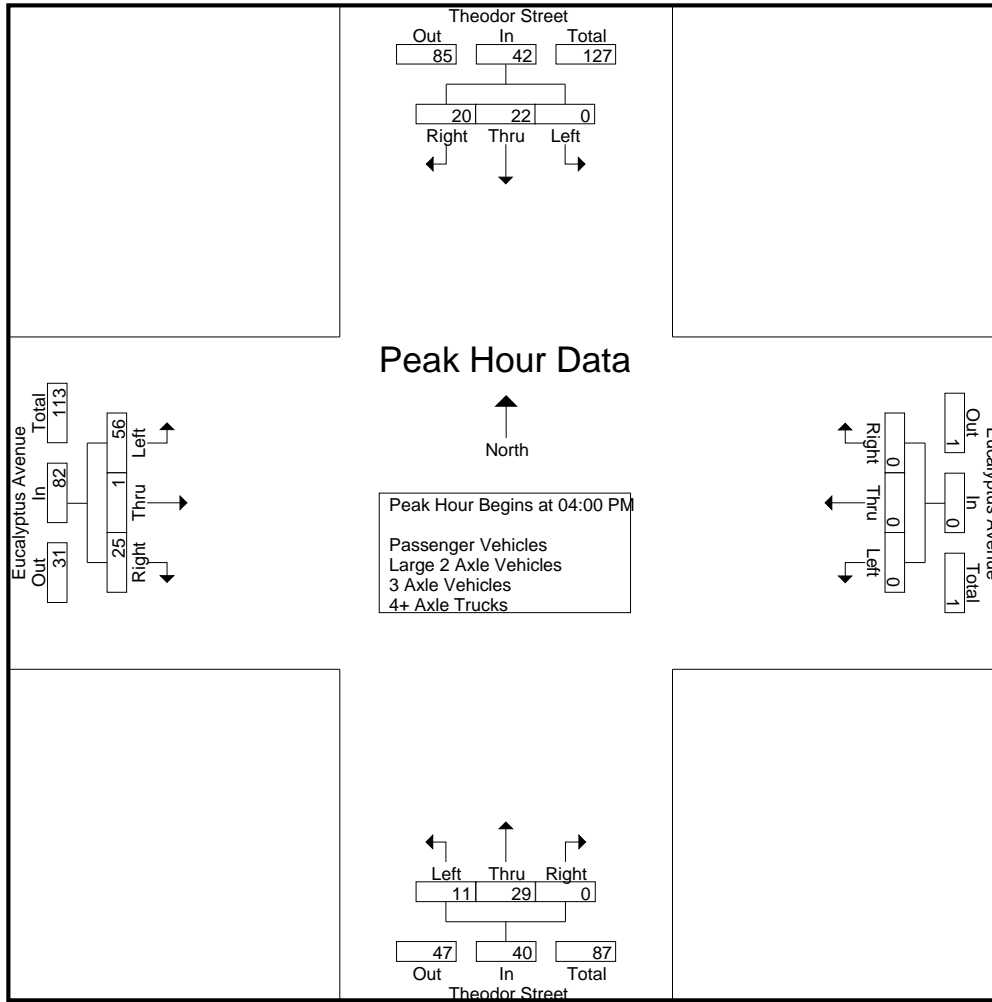 Theodor Street
Out In Total
85 42 127
20 22 0
Right Thru Left
Peak Hour Data
North
Peak Hour Begins at 04:00 PM
Passenger Vehicles
Large 2 Axle Vehicles
3 Axle Vehicles
4+ Axle Trucks
Eucalyptus Avenue
Out In Total
31 82 113
25 1 56
Right Thru Left
Eucalyptus Avenue
Out In Total
1 0 1
0 0 0
Right Thru Left
Left Thru Right
11 29 0
47 40 87
Out In Total
Theodor Street